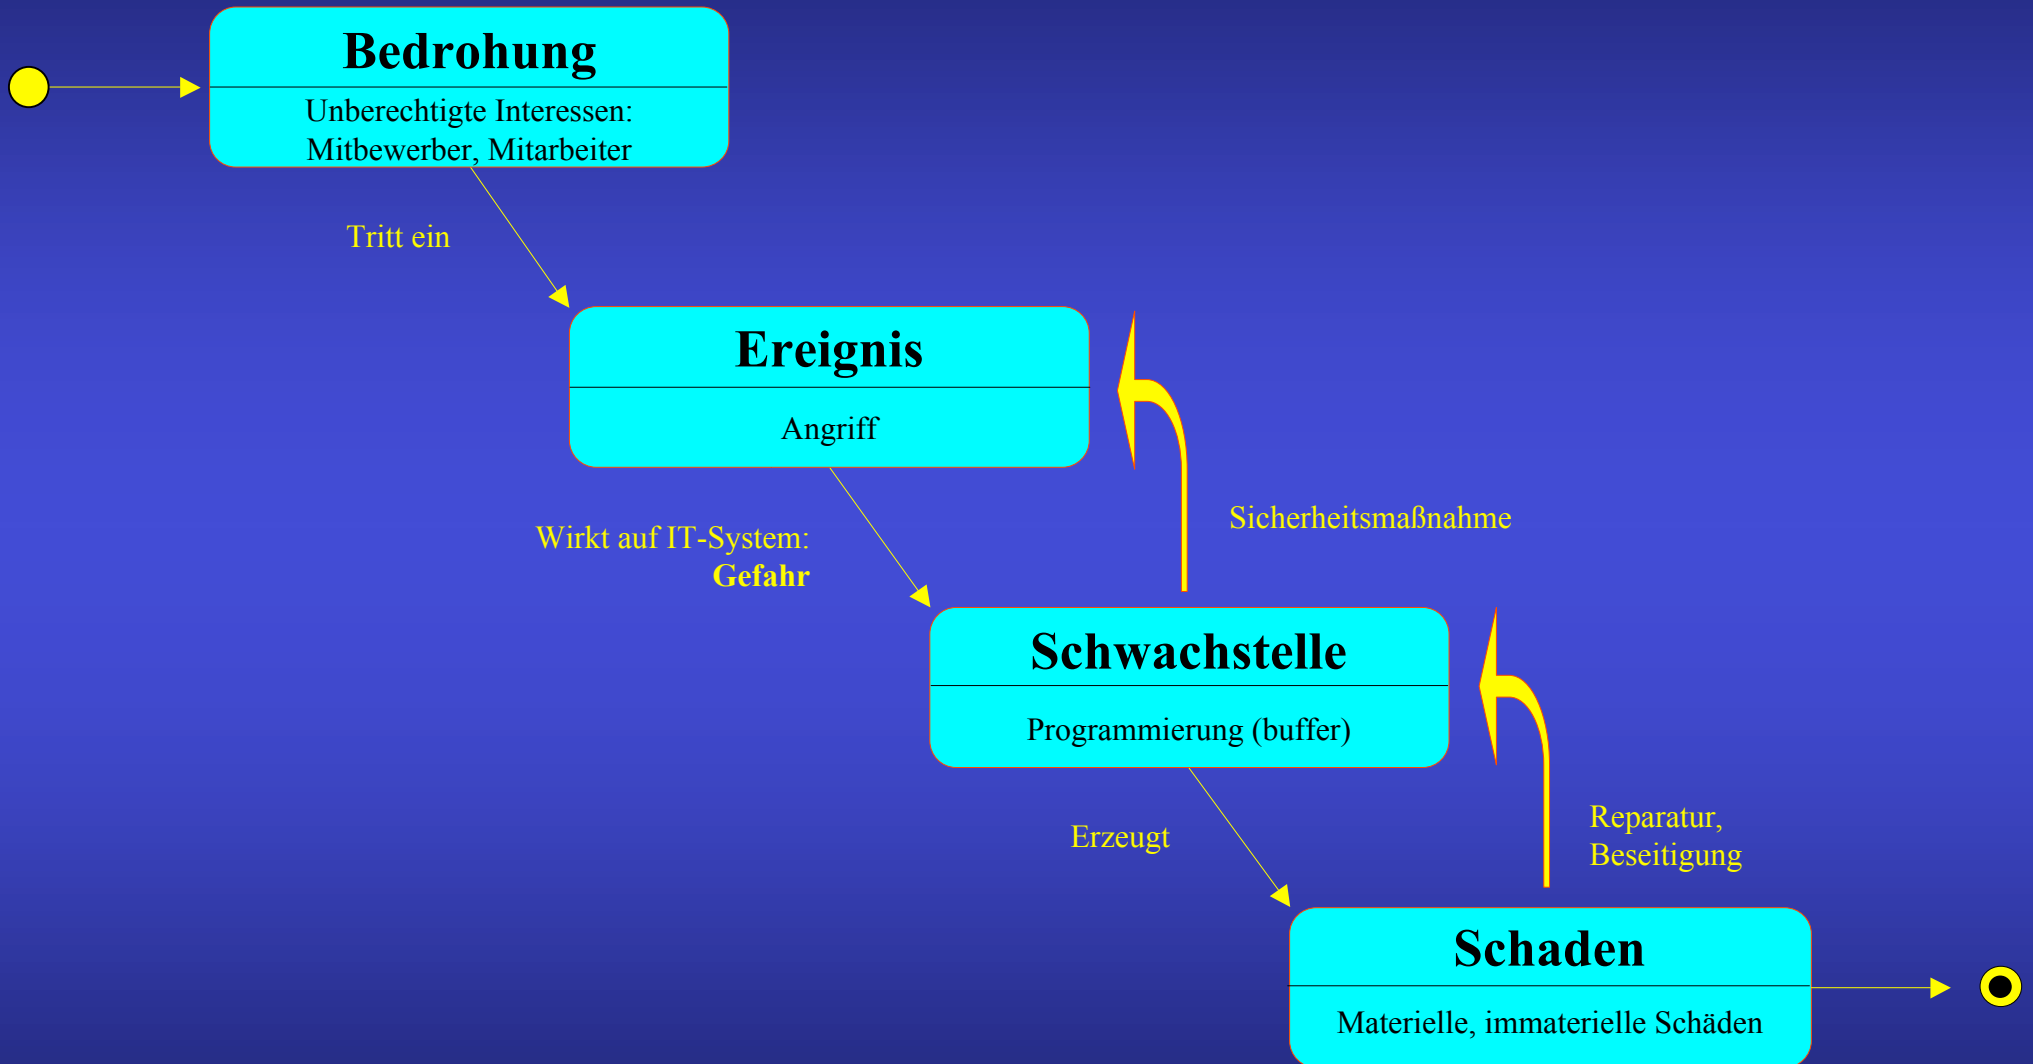 Bedrohung
Unberechtigte Interessen:
Mitbewerber, Mitarbeiter
Tritt ein
Ereignis
Angriff
Wirkt auf IT-System:
Gefahr
Sicherheitsmaßnahme
Schwachstelle
Programmierung (buffer)
Erzeugt
Reparatur,
Beseitigung
Schaden
Materielle, immaterielle Schäden